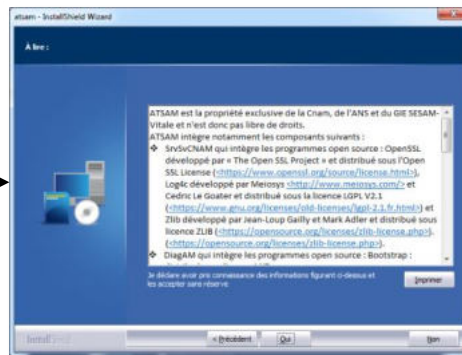 atsam - InstallShield Wizard
À lire :
ATSAM est la propriété exclusive de la Cnam, de l'ANS et du GIE SESAM-
Vitale et n'est donc pas libre de droits.
ATSAM intègre notamment les composants suivants :
❖ SrvSvCNAM qui intègre les programmes open source : OpenSSL
développé par « The Open SSL Project » et distribué sous l'Open
SSL License (<https://www.openssl.org/source/license.html>),
Log4c développé par Meiosys <http://www.meiosys.com/> et
Cedric Le Goater et distribué sous la licence LGPL V2.1
(<https://www.gnu.org/licenses/old-licenses/lgpl-2.1.fr.html>) et
Zlib développé par Jean-Loup Gailly et Mark Adler et distribué sous
licence ZLIB (<https://opensource.org/licenses/zlib-license.php>).
(<https://opensource.org/licenses/zlib-license.php>).
❖ DiagAM qui intègre les programmes open source : Bootstrap :
Je déclare avoir pris connaissance des informations figurant ci-dessus et
les accepter sans réserve
Imprimer
InstallShield
< Précédent
Oui
Non